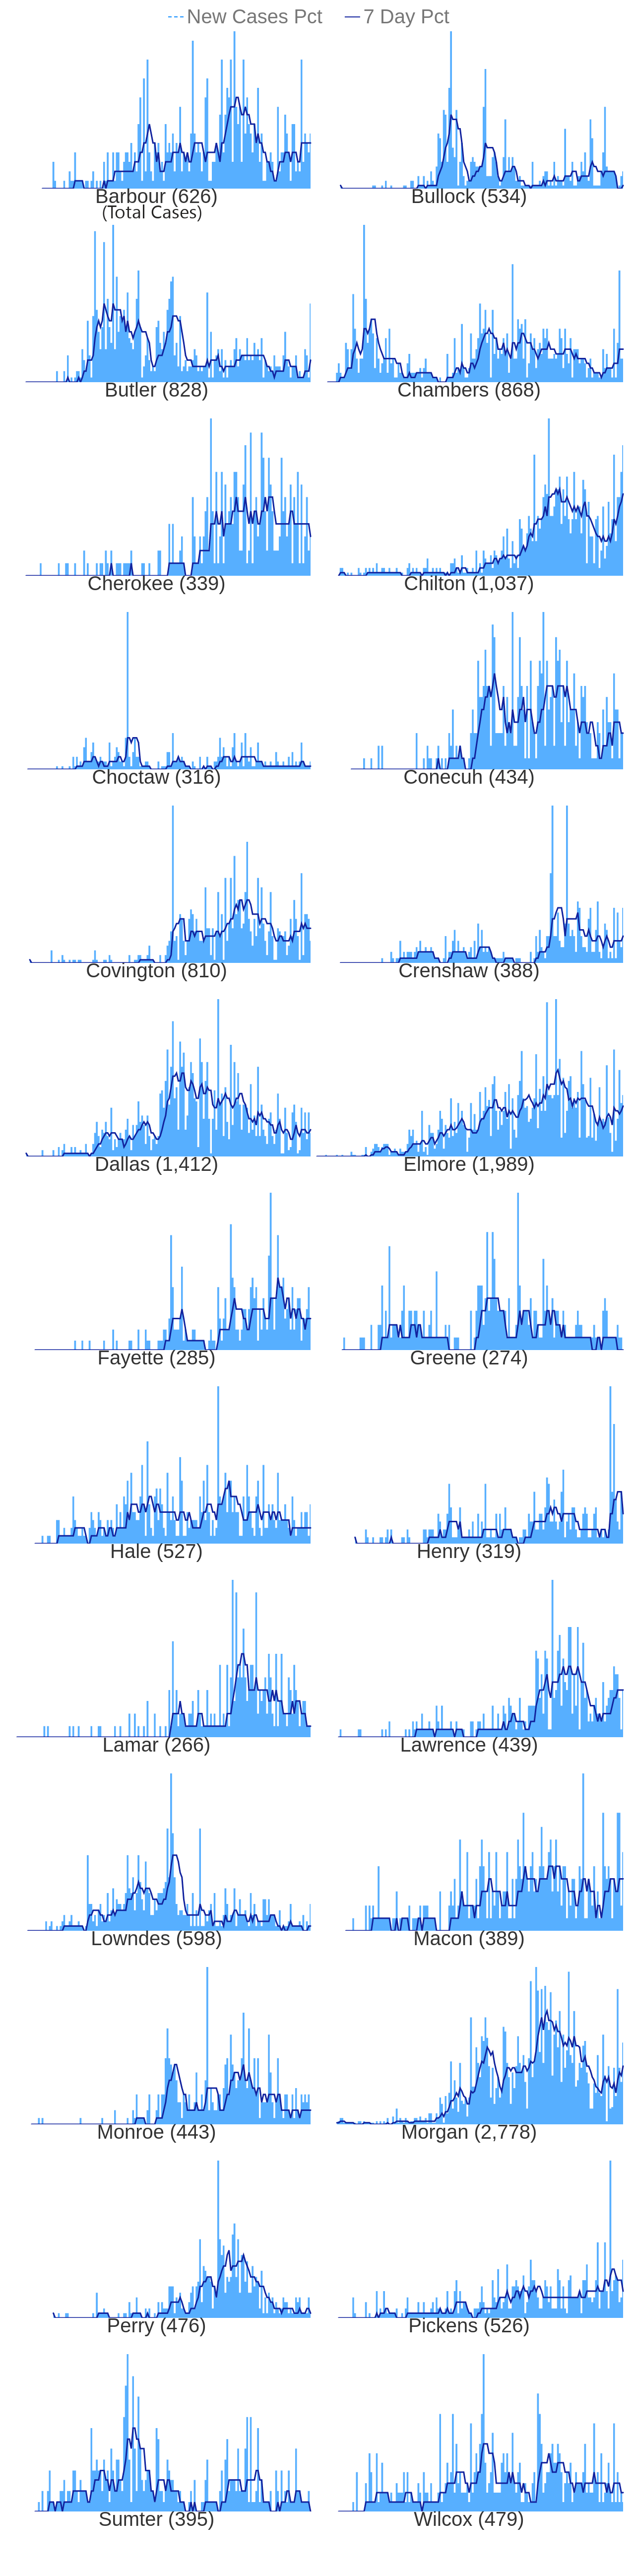 New Cases Pct 7 Day Pct
Barbour (626) Bullock (534)
(Total Cases)
Butler (828) Chambers (868)
Cherokee (339) Chilton (1,037)
Choctaw (316) Conecuh (434)
Covington (810) Crenshaw (388)
Dallas (1,412) Elmore (1,989)
Fayette (285) Greene (274)
Hale (527) Henry (319)
Lamar (266) Lawrence (439)
Lowndes (598) Macon (389)
Monroe (443) Morgan (2,778)
Perry (476) Pickens (526)
Sumter (395) Wilcox (479)